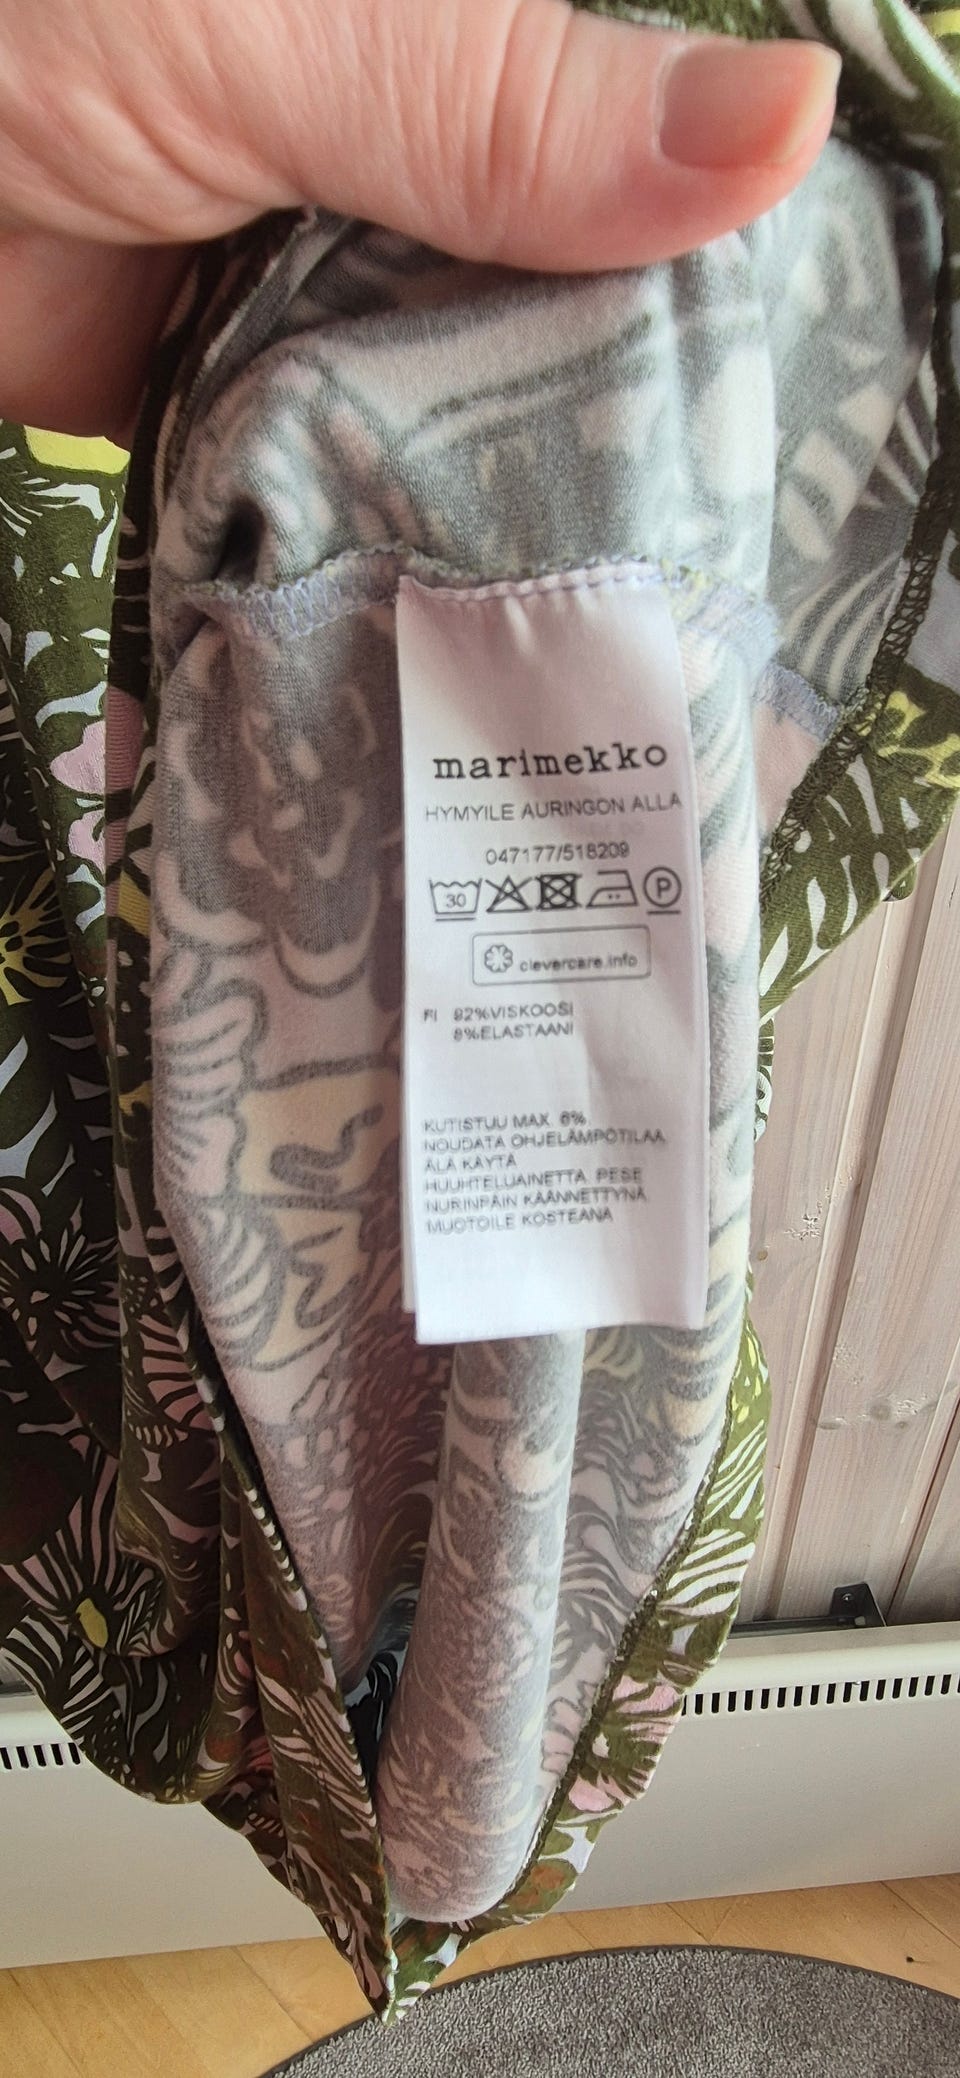 marimekko
HYMYILE AURINGON ALLA
047177/518209
30 P
clevercare.info
FI 92%VISKOOSI
8%ELASTAANI
KUTISTUU MAX. 6%.
NOUDATA OHJELÄMPÖTILAA.
ÄLÄ KÄYTÄ
HUUHTELUAINETTA. PESE
NURINPÄIN KÄÄNNETTYNÄ.
MUOTOILE KOSTEANA